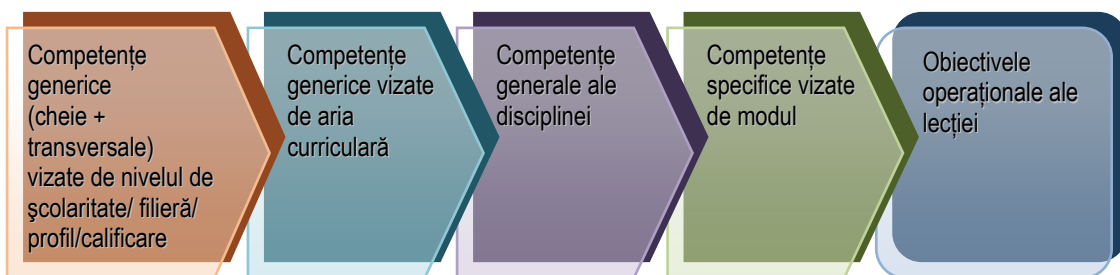 Competențe
generice
(cheie +
transversale)
vizate de nivelul de
şcolaritate/ filieră/
profil/calificare
Competențe
generice vizate
de aria
curriculară
Competențe
generale ale
disciplinei
Competențe
specifice vizate
de modul
Obiectivele
operaționale ale
lecției